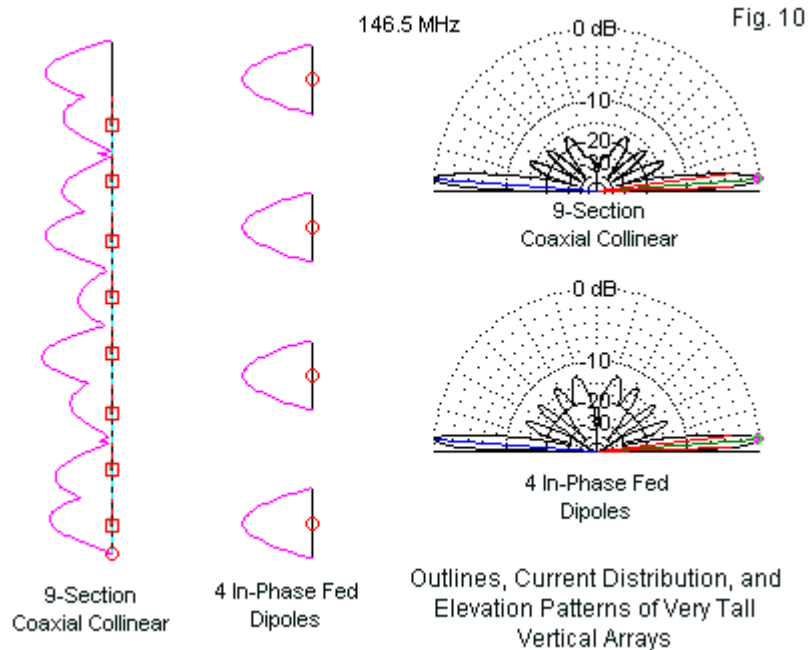 146.5 MHz
Fig. 10
0 dB
-10
-20
-30
9-Section
Coaxial Collinear
0 dB
-10
-20
30
4 In-Phase Fed
Dipoles
9-Section
Coaxial Collinear
4 In-Phase Fed
Dipoles
Outlines, Current Distribution, and
Elevation Patterns of Very Tall
Vertical Arrays